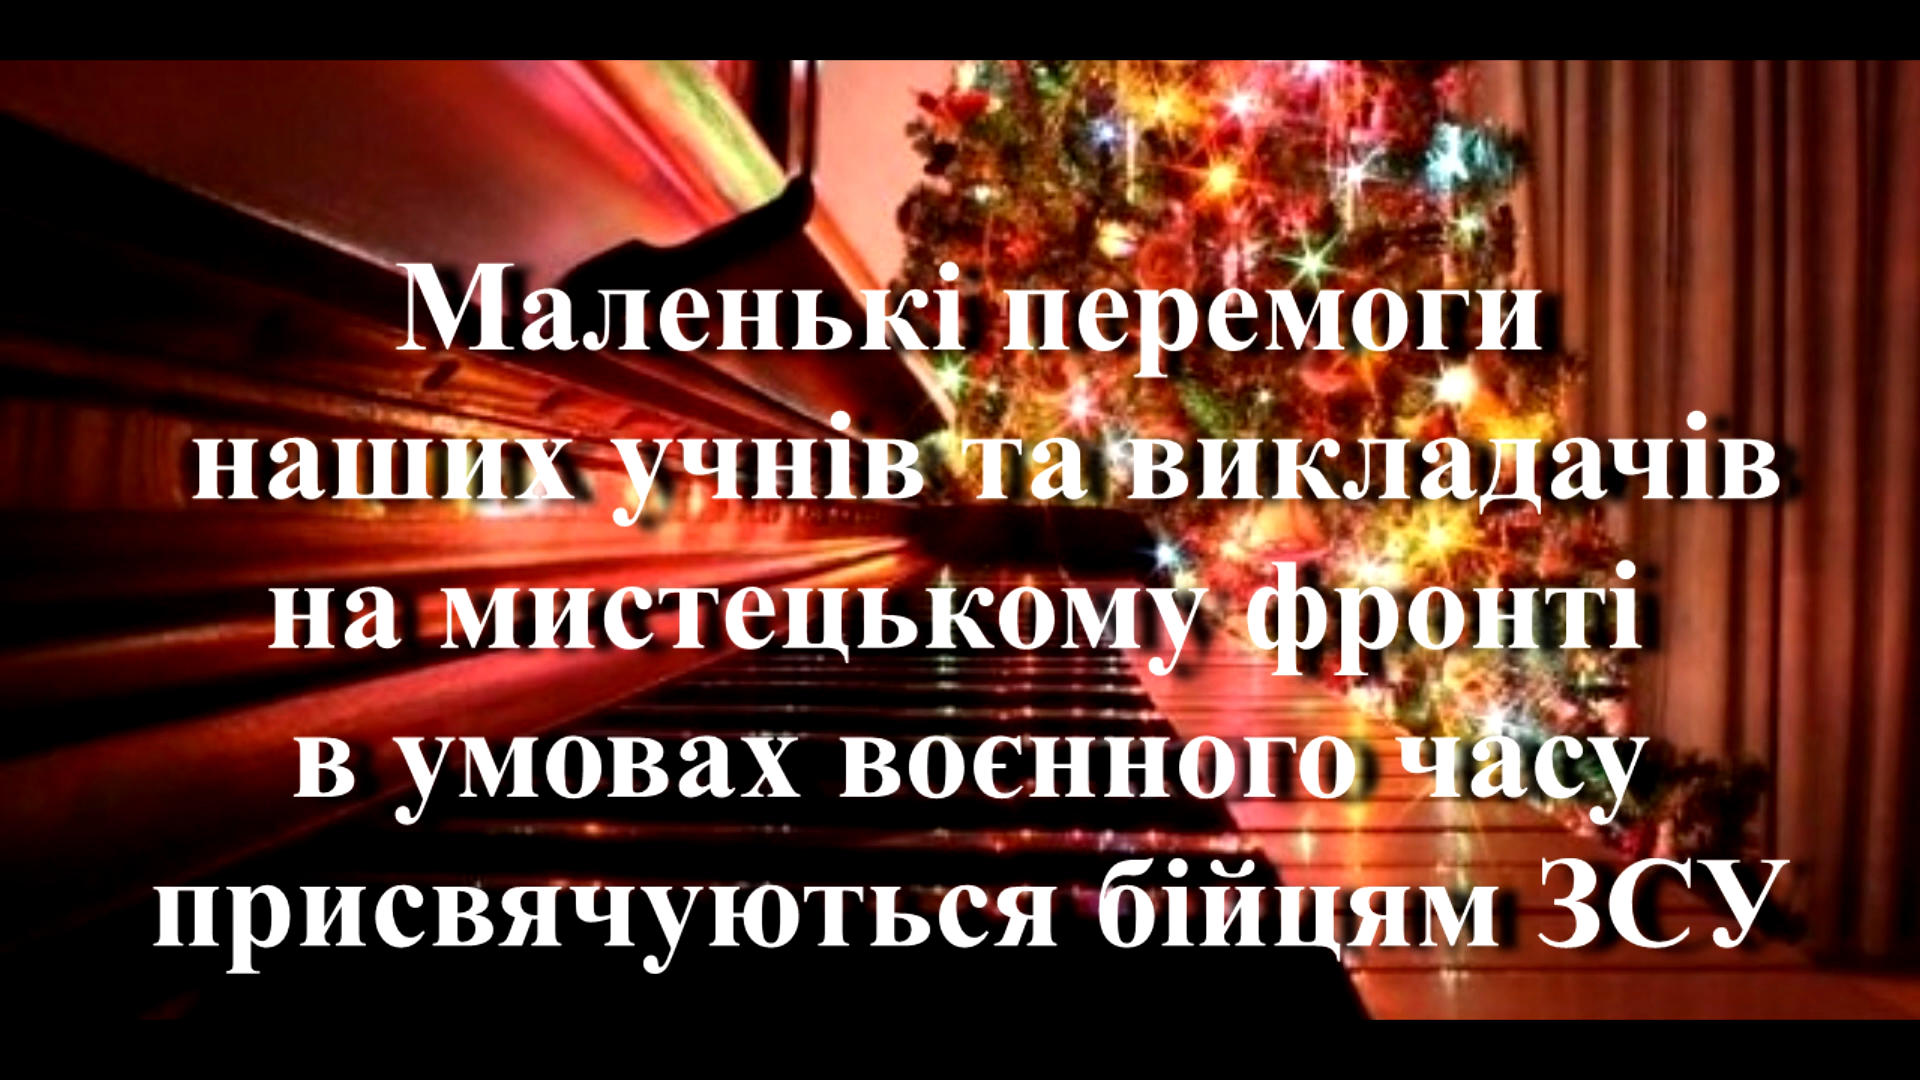 Маленькі перемоги
наших учнів та викладачів
на мистецькому фронті
в умовах воєнного часу
присвячуються бійцям ЗСУ